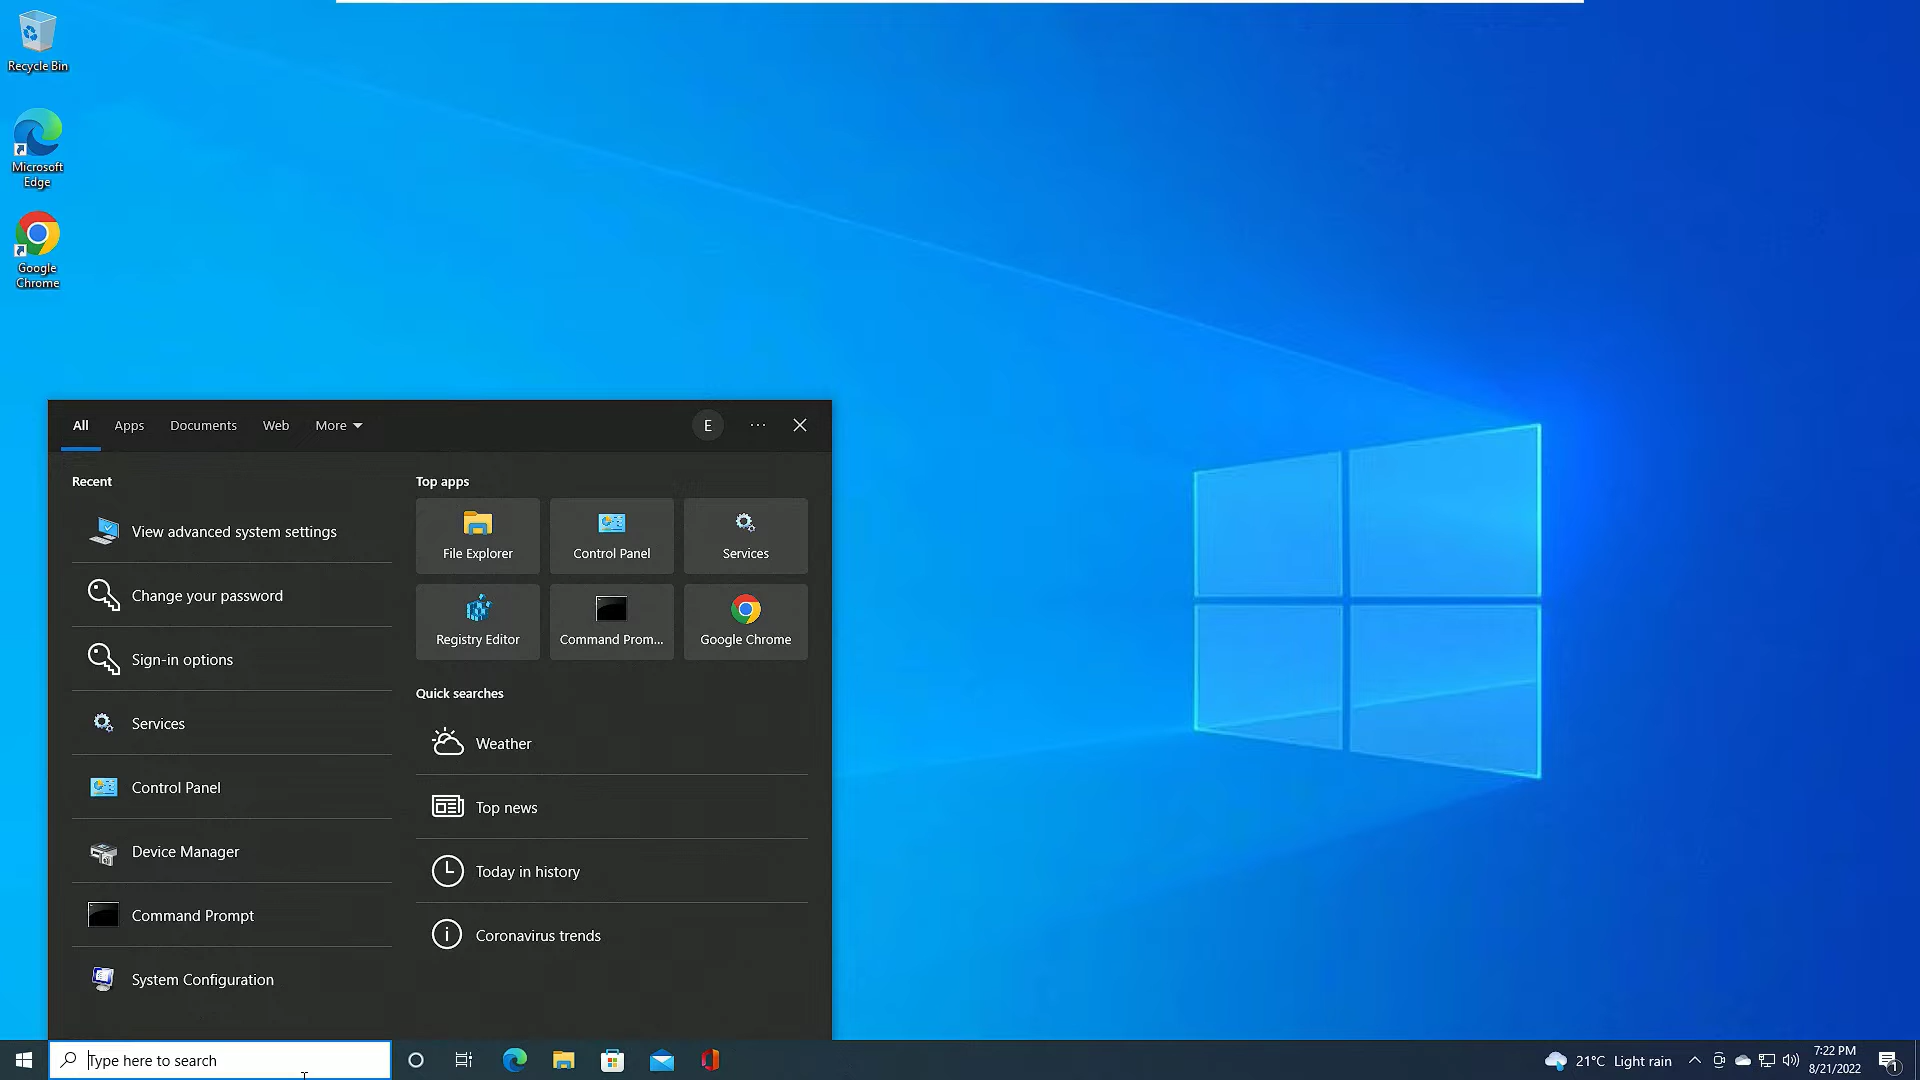 Recycle Bin
Microsoft
Edge
Google
Chrome
All Apps Documents Web More E ... 
Recent
View advanced system settings
Change your password
Sign-in options
Services
Control Panel
Device Manager
Command Prompt
System Configuration
Top apps
File Explorer Control Panel Services
Registry Editor Command Prom... Google Chrome
Quick searches
Weather
Top news
Today in history
Coronavirus trends
Type here to search
21°C Light rain
7:22 PM
8/21/2022
1